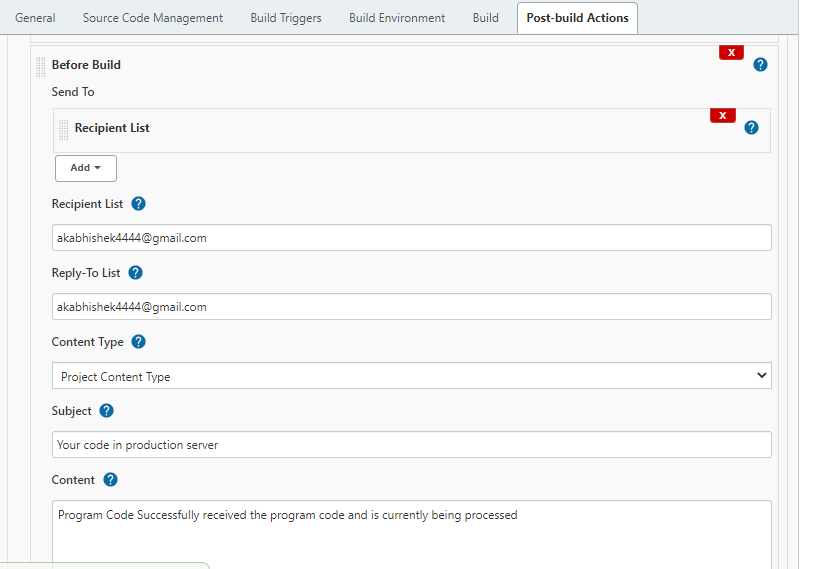 General Source Code Management Build Triggers Build Environment Build Post-build Actions
X
Before Build ?
Send To
X
Recipient List ?
Add
Recipient List ?
akabhishek4444@gmail.com
Reply-To List ?
akabhishek4444@gmail.com
Content Type ?
Project Content Type
Subject ?
Your code in production server
Content ?
Program Code Successfully received the program code and is currently being processed